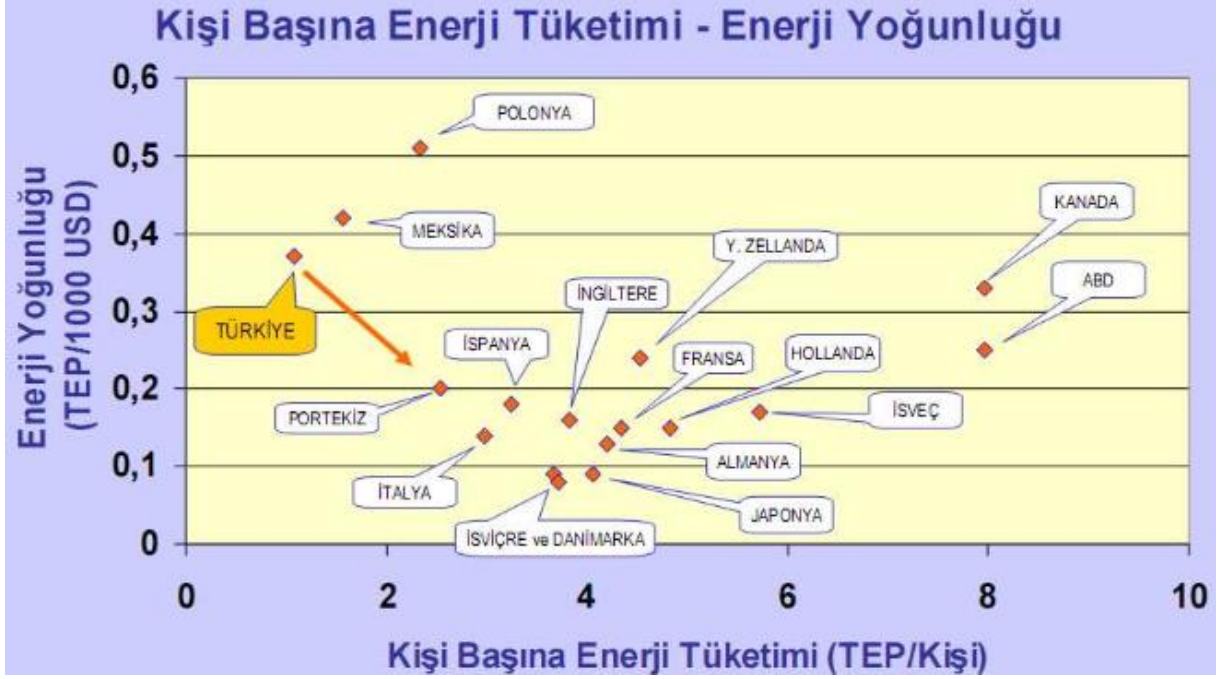 Kişi Başına Enerji Tüketimi - Enerji Yoğunluğu
Enerji Yoğunluğu
(TEP/1000 USD)
0,6
0,5
0,4
0,3
0,2
0,1
0
POLONYA
MEKSİKA
KANADA
Y. ZELLANDA
ABD
İNGİLTERE
TÜRKİYE
İSPANYA
FRANSA
HOLLANDA
PORTEKİZ
İSVEÇ
ALMANYA
İTALYA
JAPONYA
İSVİÇRE ve DANİMARKA
0 2 4 6 8 10
Kişi Başına Enerji Tüketimi (TEP/Kişi)